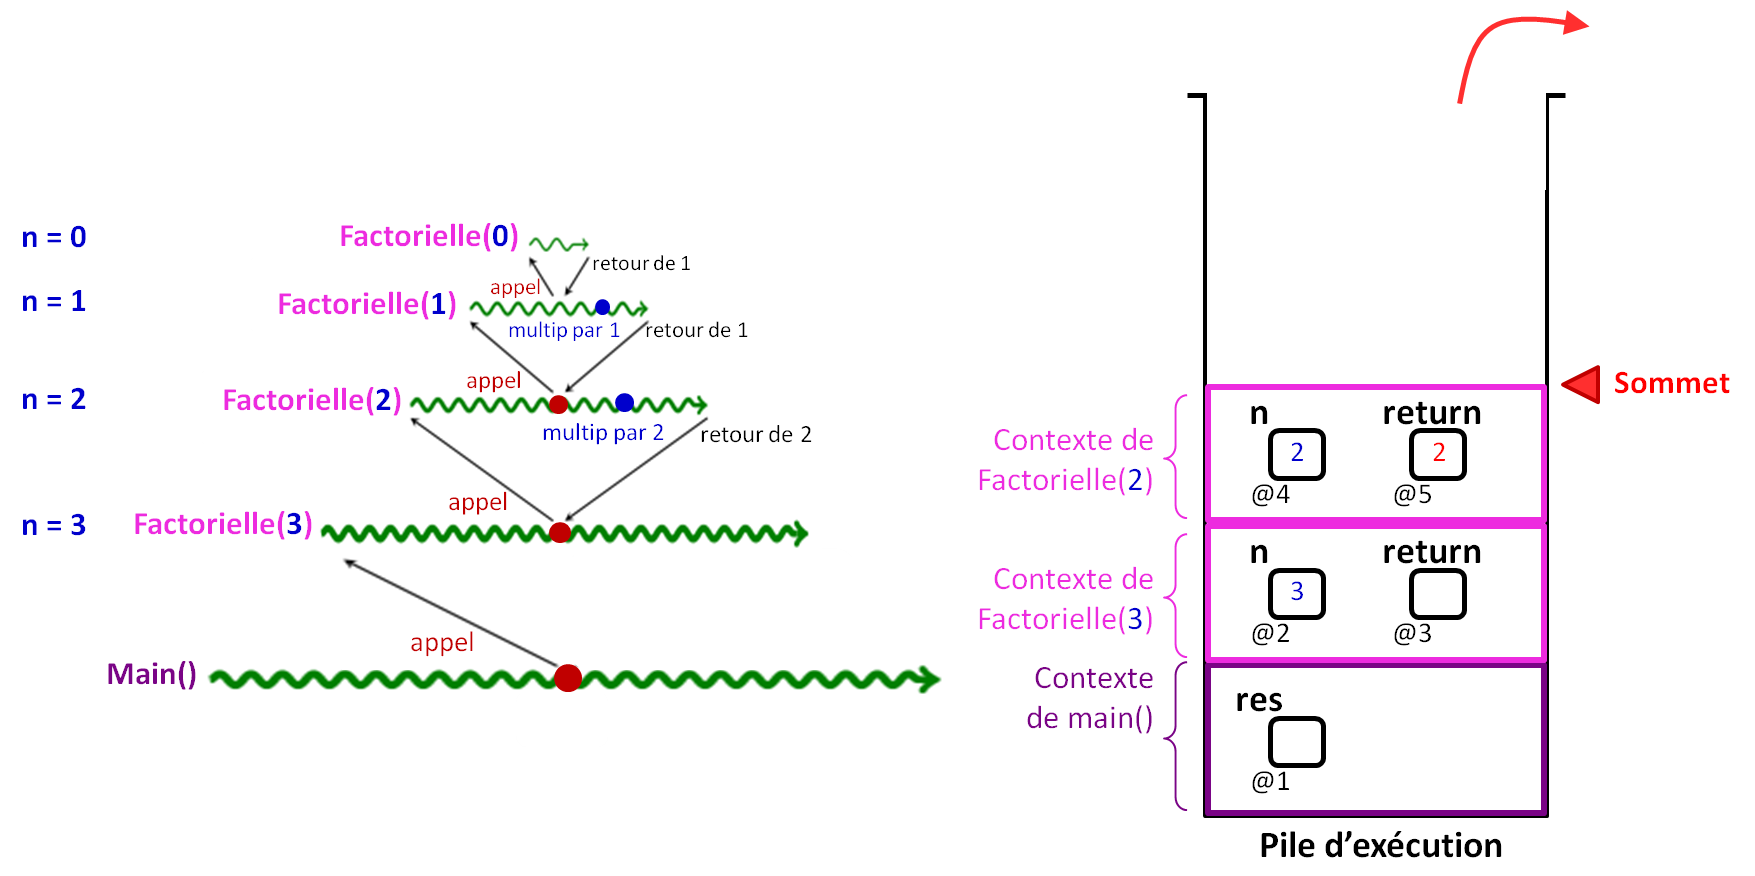 n = 0
Factorielle(0)
retour de 1
appel
n = 1
Factorielle(1)
multip par 1
retour de 1
appel
n = 2
Factorielle(2)
multip par 2
retour de 2
appel
n = 3
Factorielle(3)
appel
Main()
Sommet
Contexte de
Factorielle(2)
n
return
2
2
@4
@5
Contexte de
Factorielle(3)
n
return
3
@2
@3
Contexte
de main()
res
@1
Pile d’exécution